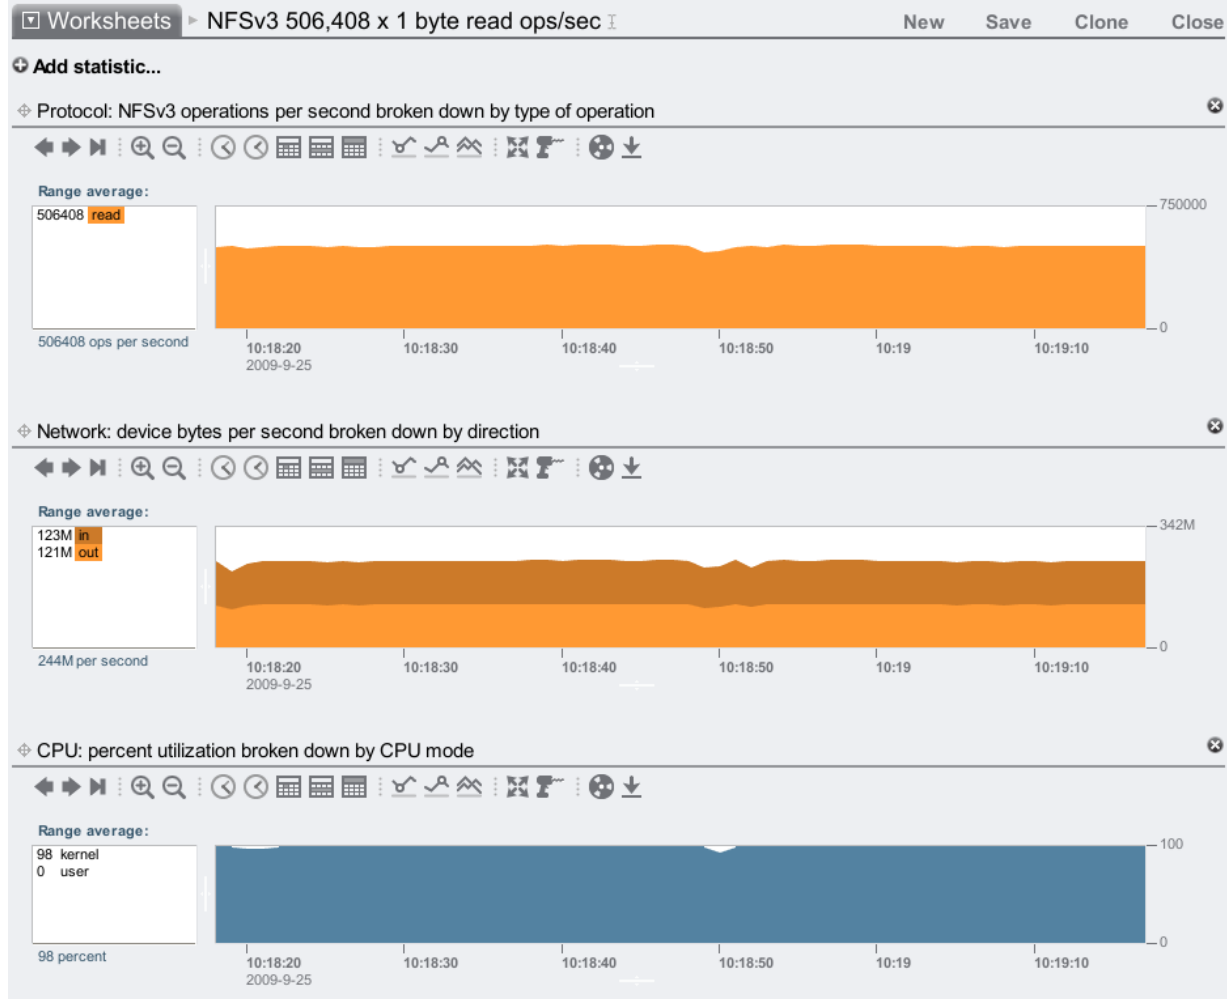 Worksheets NFSv3 506,408 x 1 byte read ops/sec New Save Clone Close
Add statistic...
Protocol: NFSv3 operations per second broken down by type of operation
Range average:
506408 read
750000
0
506408 ops per second
10:18:20 10:18:30 10:18:40 10:18:50 10:19 10:19:10
2009-9-25
Network: device bytes per second broken down by direction
Range average:
123M in
121M out
342M
0
244M per second
10:18:20 10:18:30 10:18:40 10:18:50 10:19 10:19:10
2009-9-25
CPU: percent utilization broken down by CPU mode
Range average:
98 kernel
0 user
100
0
98 percent
10:18:20 10:18:30 10:18:40 10:18:50 10:19 10:19:10
2009-9-25